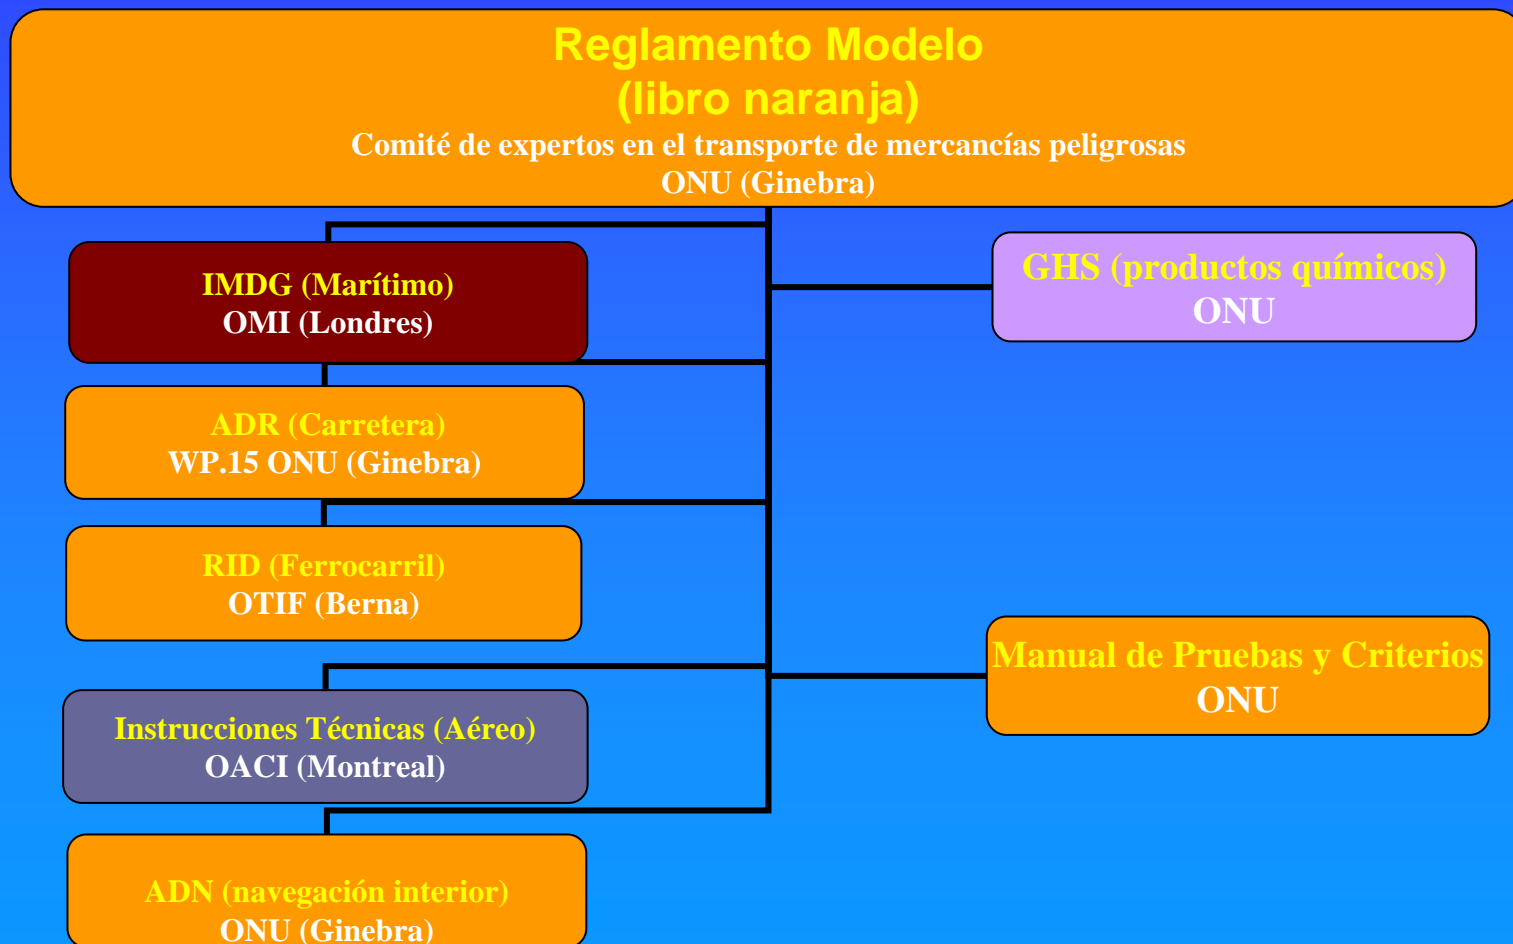 Reglamento Modelo
(libro naranja)
Comité de expertos en el transporte de mercancías peligrosas
ONU (Ginebra)
IMDG (Marítimo)
OMI (Londres)
GHS (productos químicos)
ONU
ADR (Carretera)
WP.15 ONU (Ginebra)
RID (Ferrocarril)
OTIF (Berna)
Manual de Pruebas y Criterios
ONU
Instrucciones Técnicas (Aéreo)
OACI (Montreal)
ADN (navegación interior)
ONU (Ginebra)